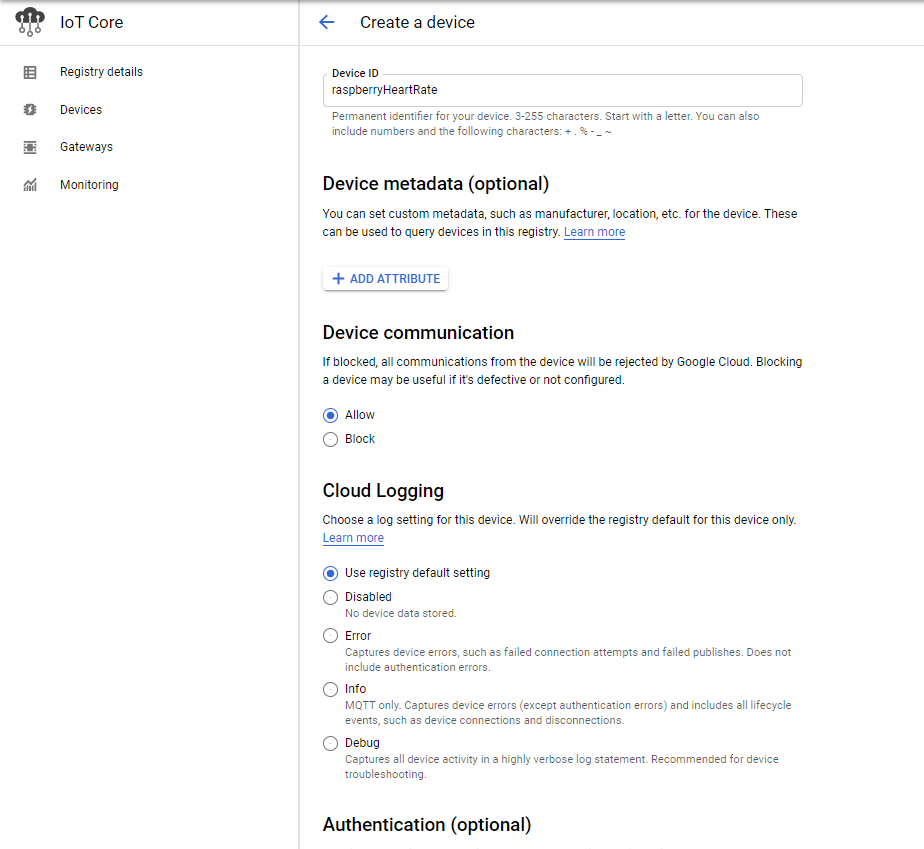 IoT Core
Create a device
Registry details
Devices
Gateways
Monitoring
Device ID
raspberryHeartRate
Permanent identifier for your device. 3-255 characters. Start with a letter. You can also
include numbers and the following characters: + . % - _ ~
Device metadata (optional)
You can set custom metadata, such as manufacturer, location, etc. for the device. These
can be used to query devices in this registry. Learn more
ADD ATTRIBUTE
Device communication
If blocked, all communications from the device will be rejected by Google Cloud. Blocking
a device may be useful if it's defective or not configured.
Allow
Block
Cloud Logging
Choose a log setting for this device. Will override the registry default for this device only.
Learn more
Use registry default setting
Disabled
No device data stored.
Error
Captures device errors, such as failed connection attempts and failed publishes. Does not
include authentication errors.
Info
MQTT only. Captures device errors (except authentication errors) and includes all lifecycle
events, such as device connections and disconnections.
Debug
Captures all device activity in a highly verbose log statement. Recommended for device
troubleshooting.
Authentication (optional)